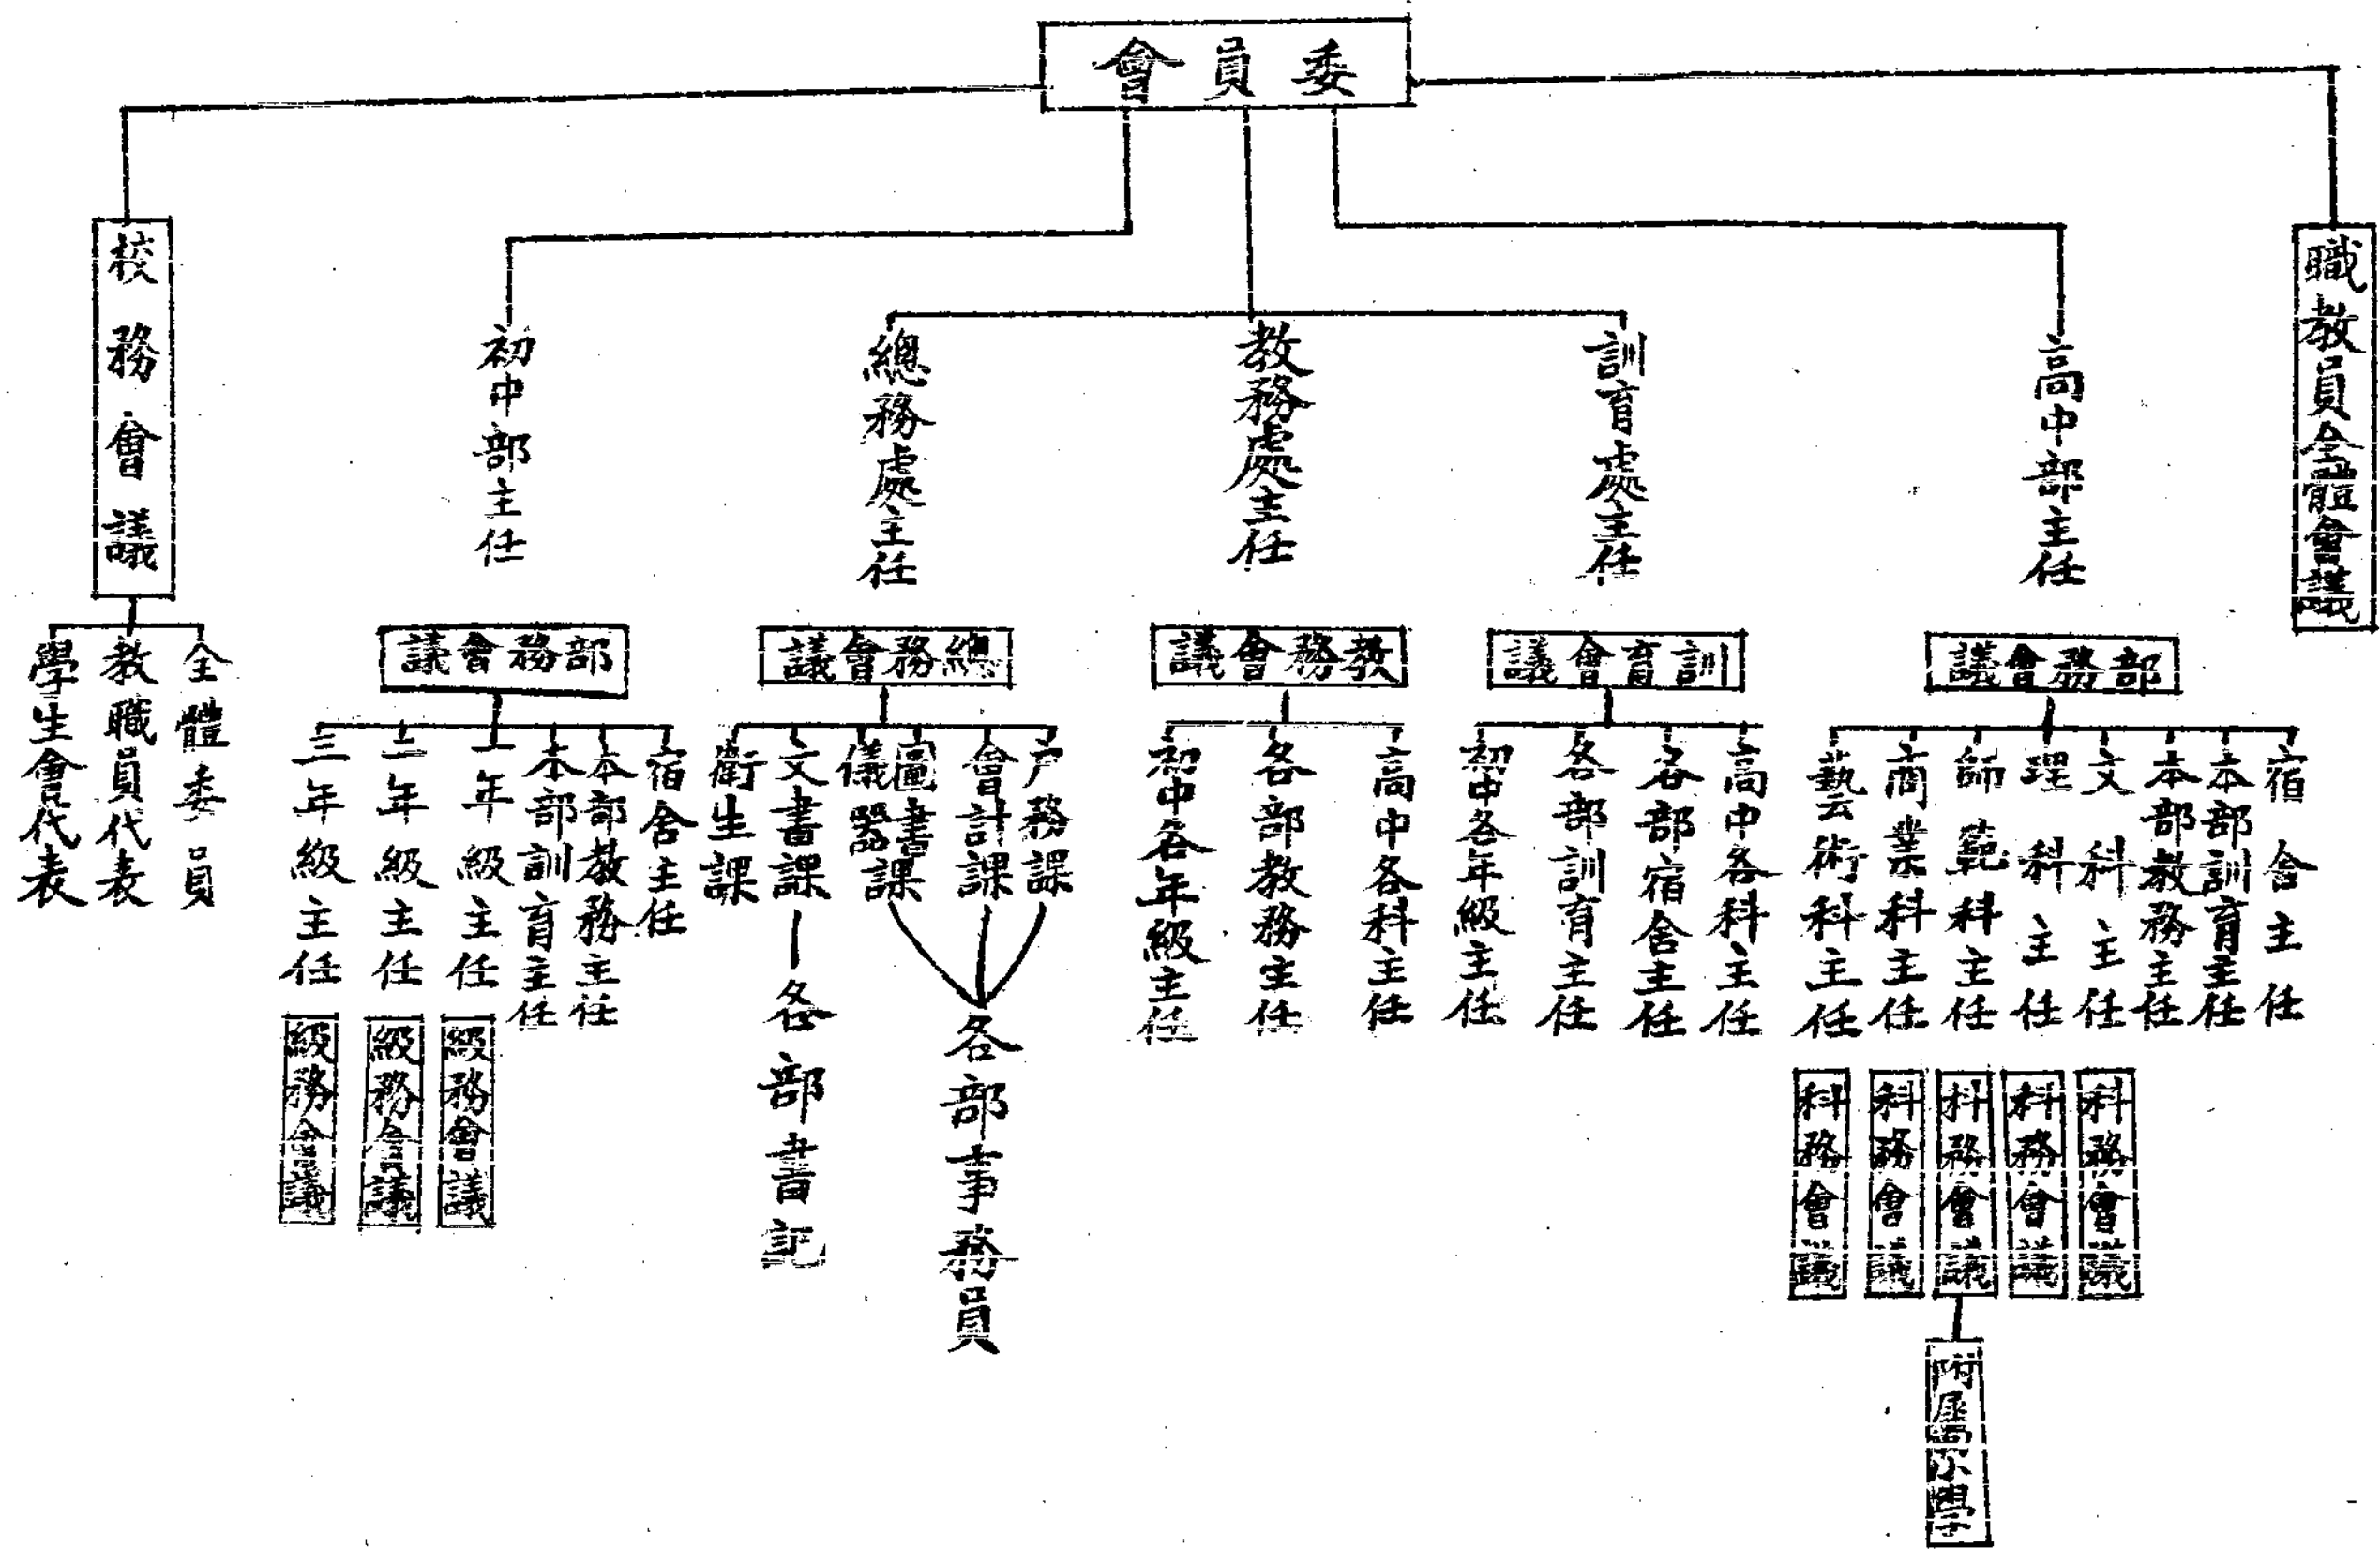 委員會
職教員全體會議
高中部主任
訓育處主任
教務處主任
總務處主任
初中部主任
校務會議
部務會議
宿舍主任
本部訓育主任
本部教務主任
文科主任
理科主任
師範科主任
商業科主任
藝術科主任
科務會議
科務會議
科務會議
科務會議
科務會議
附屬小學
訓育會議
高中各科主任
各部宿舍主任
各部訓育主任
初中各年級主任
教務會議
高中各科主任
各部教務主任
初中各年級主任
總務會議
户務課
會計課
圖書
儀器課
文書課
衛生課
各部事務員
各部書記
部務會議
宿舍主任
本部教務主任
本部訓育主任
一年級主任
二年級主任
三年級主任
級務會議
級務會議
級務會議
全體委員
教職員代表
學生會代表